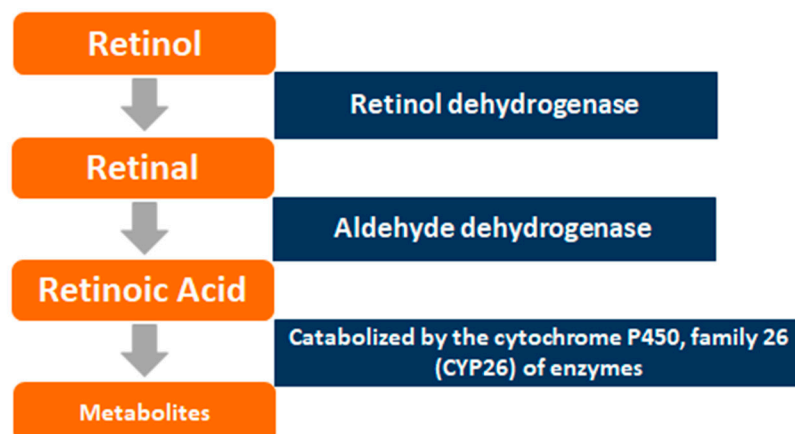 Retinol
Retinol dehydrogenase
Retinal
Aldehyde dehydrogenase
Retinoic Acid
Catabolized by the cytochrome P450, family 26
(CYP26) of enzymes
Metabolites